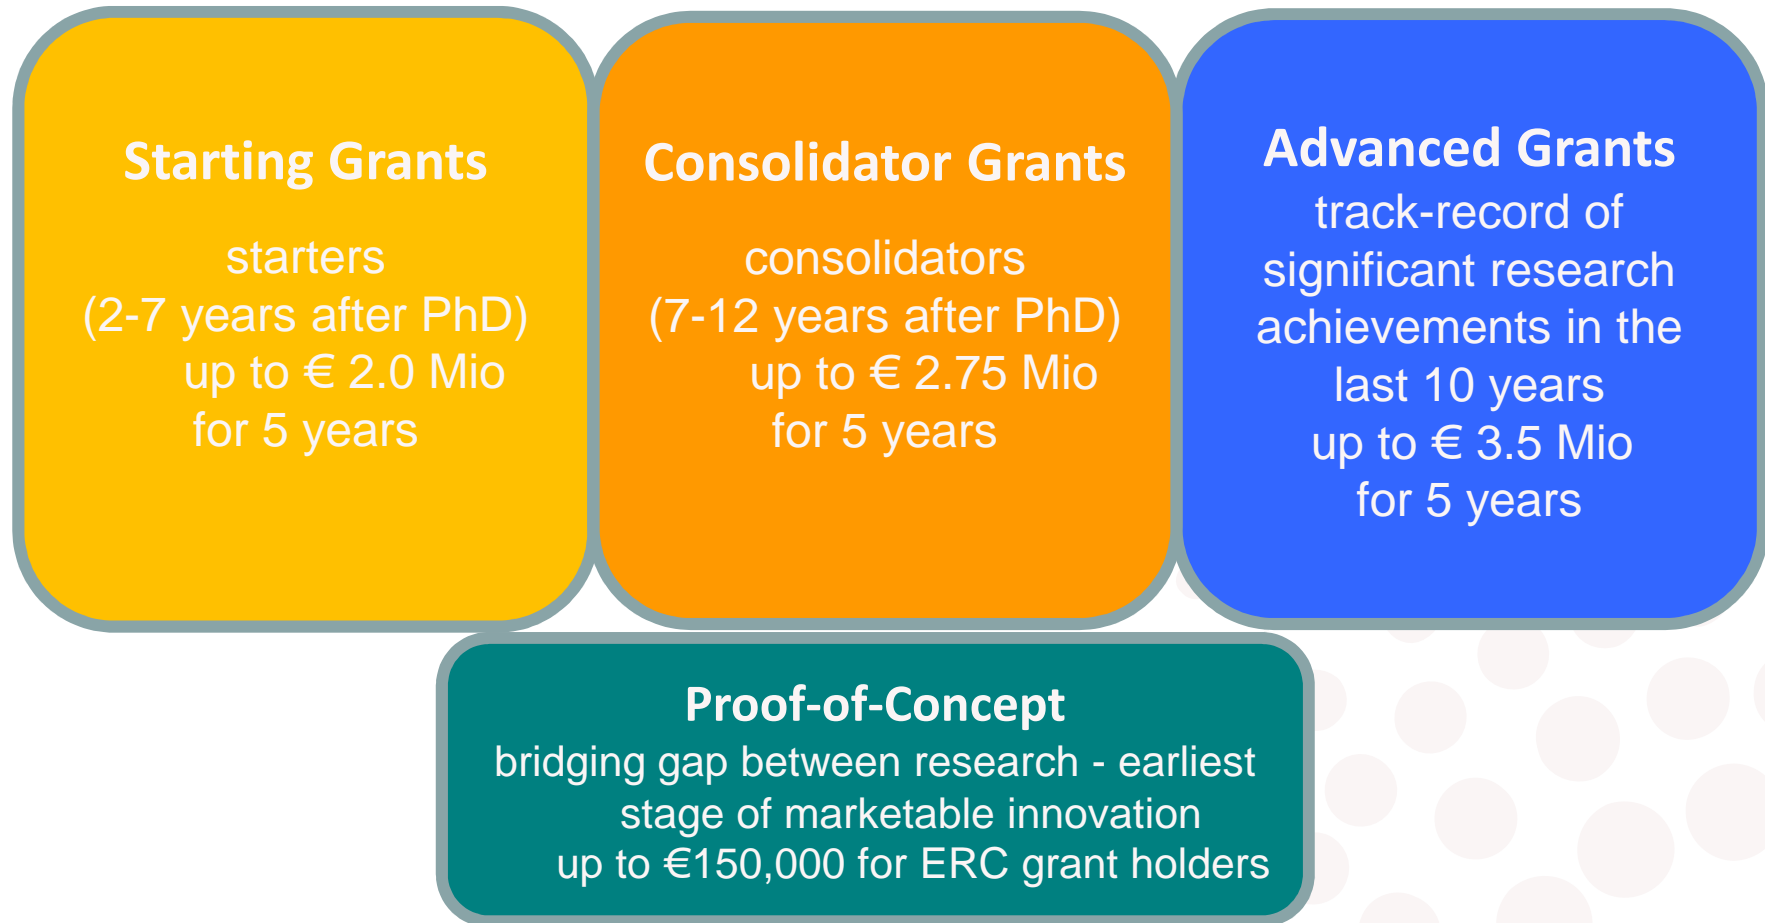 Starting Grants
starters
(2-7 years after PhD)
up to € 2.0 Mio
for 5 years
Consolidator Grants
consolidators
(7-12 years after PhD)
up to € 2.75 Mio
for 5 years
Advanced Grants
track-record of
significant research
achievements in the
last 10 years
up to € 3.5 Mio
for 5 years
Proof-of-Concept
bridging gap between research - earliest
stage of marketable innovation
up to €150,000 for ERC grant holders